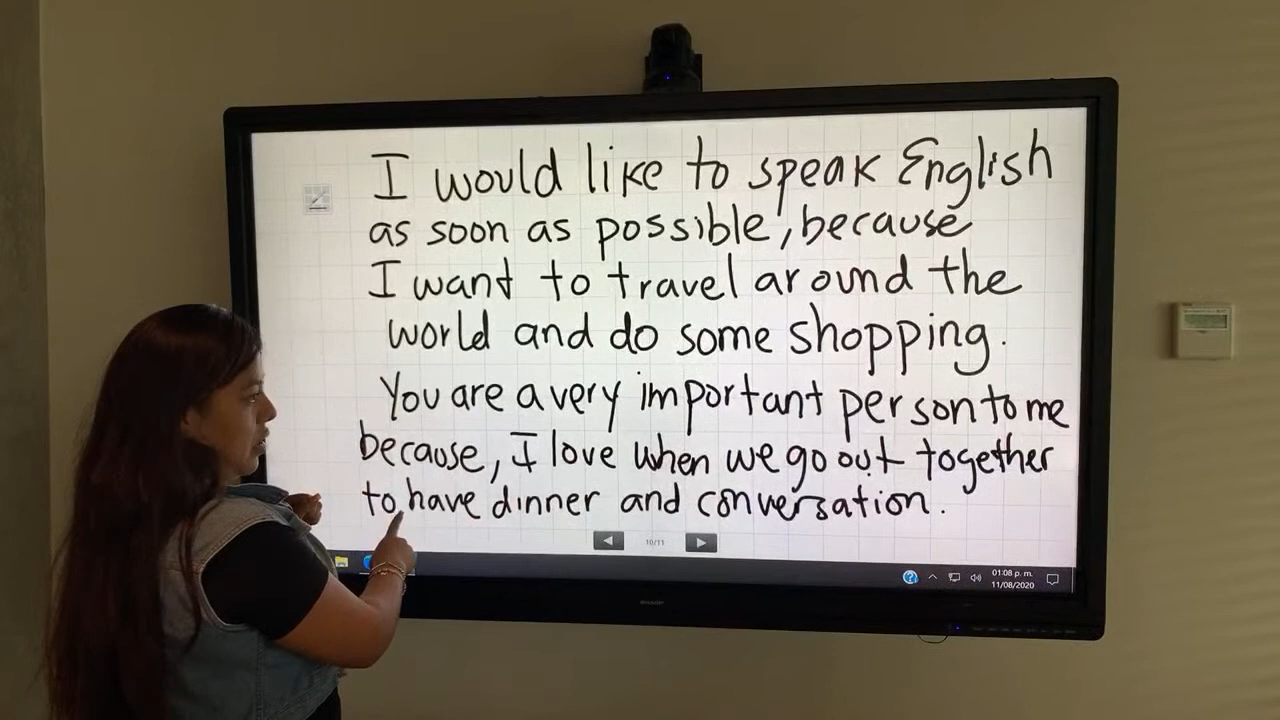 I would like to speak English
as soon as possible, because
I want to travel around the
world and do some shopping.
You are a very important person to me
because, I love when we go out together
to have dinner and conversation.
10/11
01:08 p. m.
11/08/2020